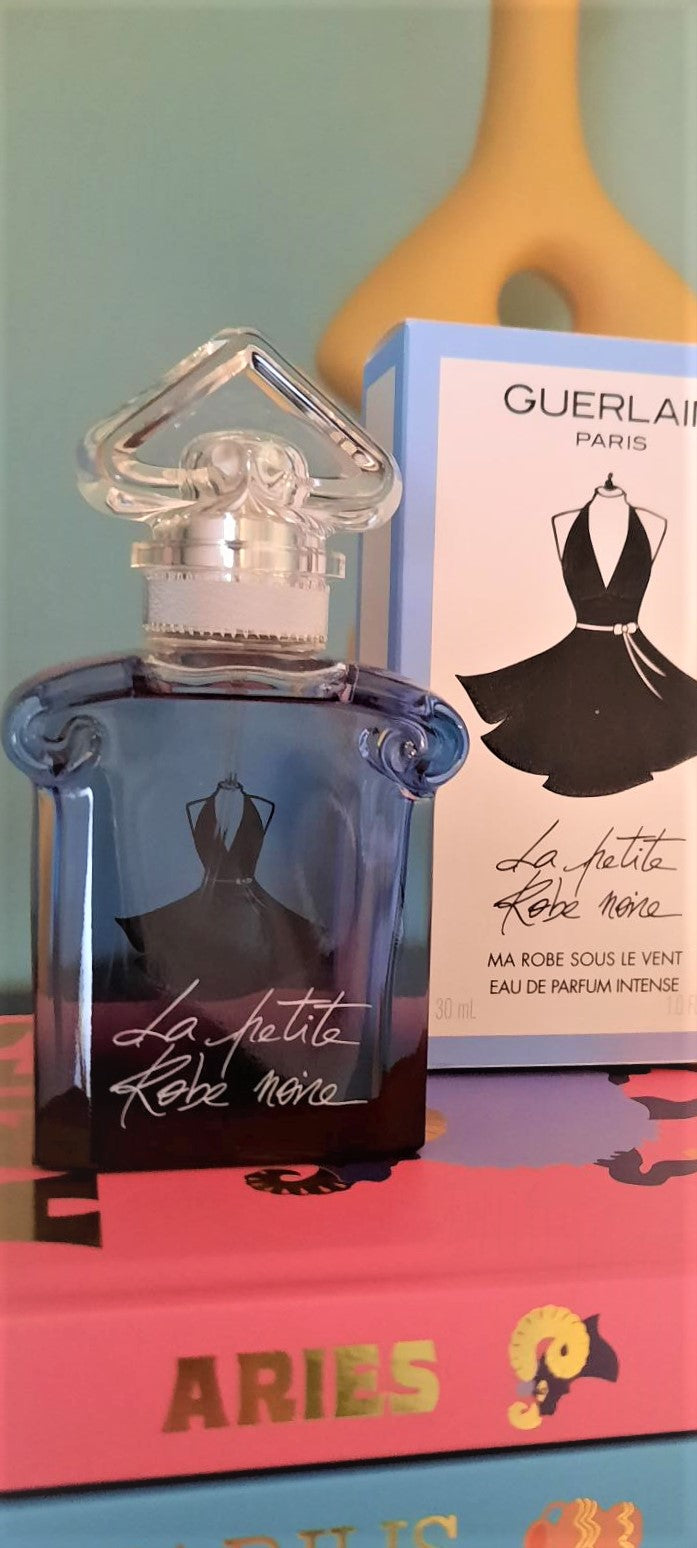 GUERLAI
PARIS
La petite
Robe noire
MA ROBE SOUS LE VENT
EAU DE PARFUM INTENSE
30 mL
La petite
Robe noire
ARIES